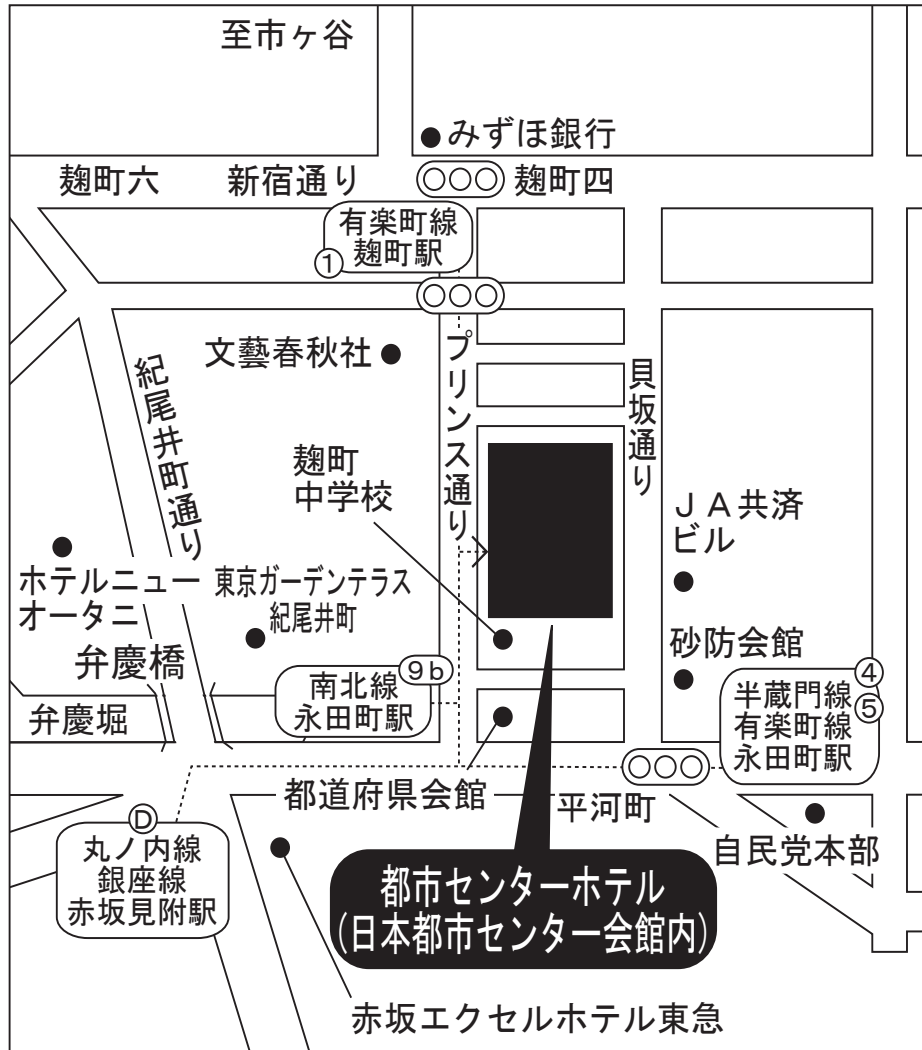 至市ヶ谷
みずほ銀行
麹町六
新宿通り
麹町四
有楽町線
麹町駅
①
文藝春秋社
プリンス通り
貝坂通り
紀尾井町通り
麹町
中学校
ＪＡ共済
ビル
ホテルニュー
オータニ
東京ガーデンテラス
紀尾井町
弁慶橋
砂防会館
9b
南北線
永田町駅
④
⑤
半蔵門線
有楽町線
永田町駅
弁慶堀
都道府県会館
平河町
D
丸ノ内線
銀座線
赤坂見附駅
自民党本部
都市センターホテル
(日本都市センター会館内)
赤坂エクセルホテル東急